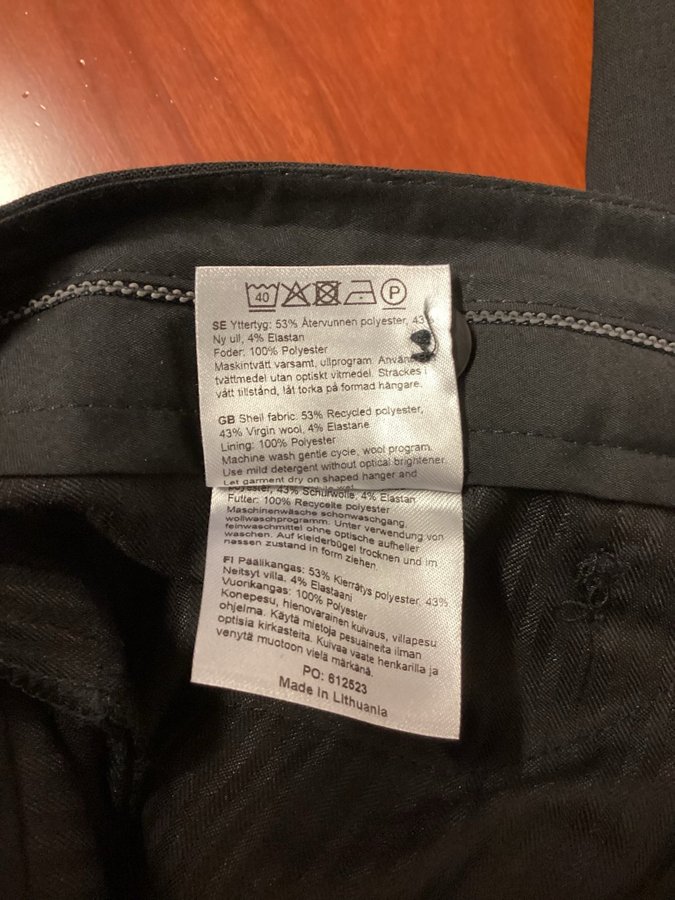 40 P
SE Yttertyg: 53% Återvunnen polyester, 43%
Ny ull, 4% Elastan
Foder: 100% Polyester
Maskintvätt varsamt, ullprogram. Använd
tvättmedel utan optiskt vitmedel. Sträckes i
vått tillstånd, låt torka på formad hängare.
GB Shell fabric: 53% Recycled polyester,
43% Virgin wool, 4% Elastane
Lining: 100% Polyester
Machine wash gentle cycle, wool program.
Use mild detergent without optical brightener.
Let garment dry on shaped hanger and
polyester, 43% Schurwolle, 4% Elastan
Futter: 100% Recycelte polyester
Maschinenwäsche schonwaschgang,
wollwaschprogramm. Unter verwendung von
feinwaschmittel ohne optische aufheller
waschen. Auf kleiderbügel trocknen und im
nassen zustand in form ziehen
FI Päälikangas: 53% Kierrätys polyester, 43%
Neitsyt villa, 4% Elastaani
Vuorikangas: 100% Polyester
Konepesu, hienovarainen kuivaus, villapesu
ohjelma. Käytä mietoja pesuaineita ilman
optisia kirkasteita. Kuivaa vaate henkarilla ja
venytä muotoon vielä märkänä.
PO: 612523
Made in Lithuania